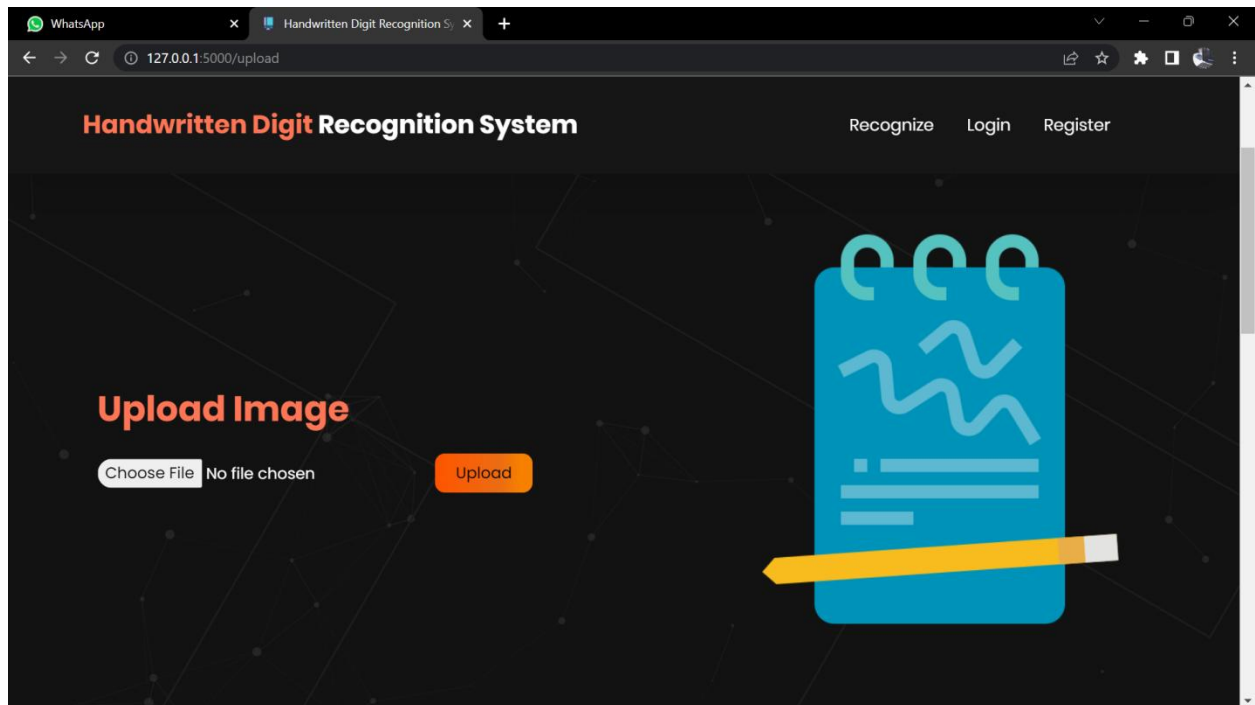 WhatsApp
Handwritten Digit Recognition Sy
127.0.0.1:5000/upload
Handwritten Digit Recognition System
Recognize Login Register
Upload Image
Choose File No file chosen Upload